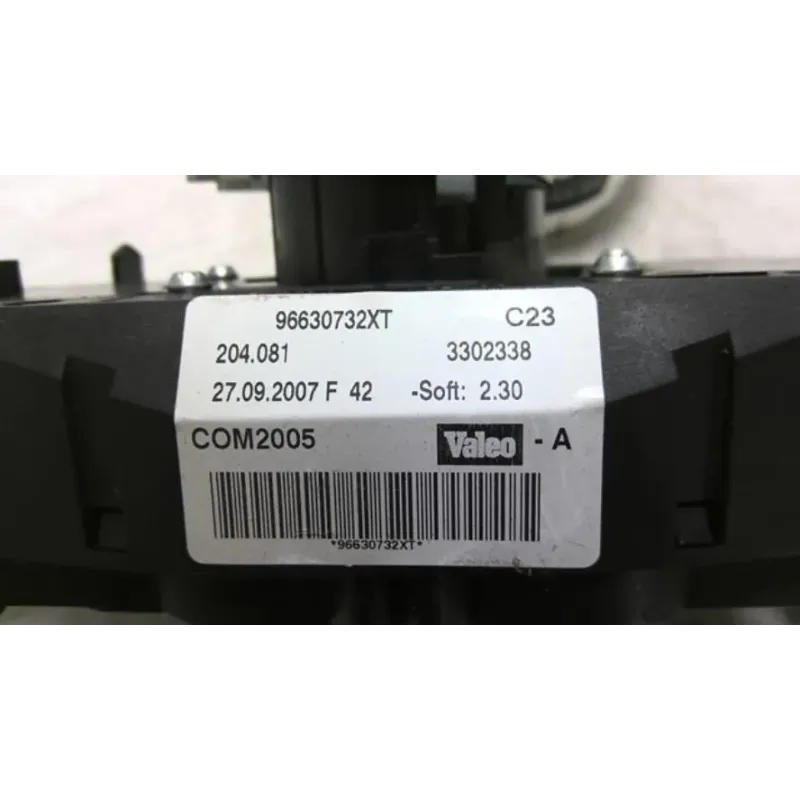 96630732XT C23
204.081 3302338
27.09.2007 F 42 -Soft: 2.30
COM2005 Valeo - A
*96630732XT*